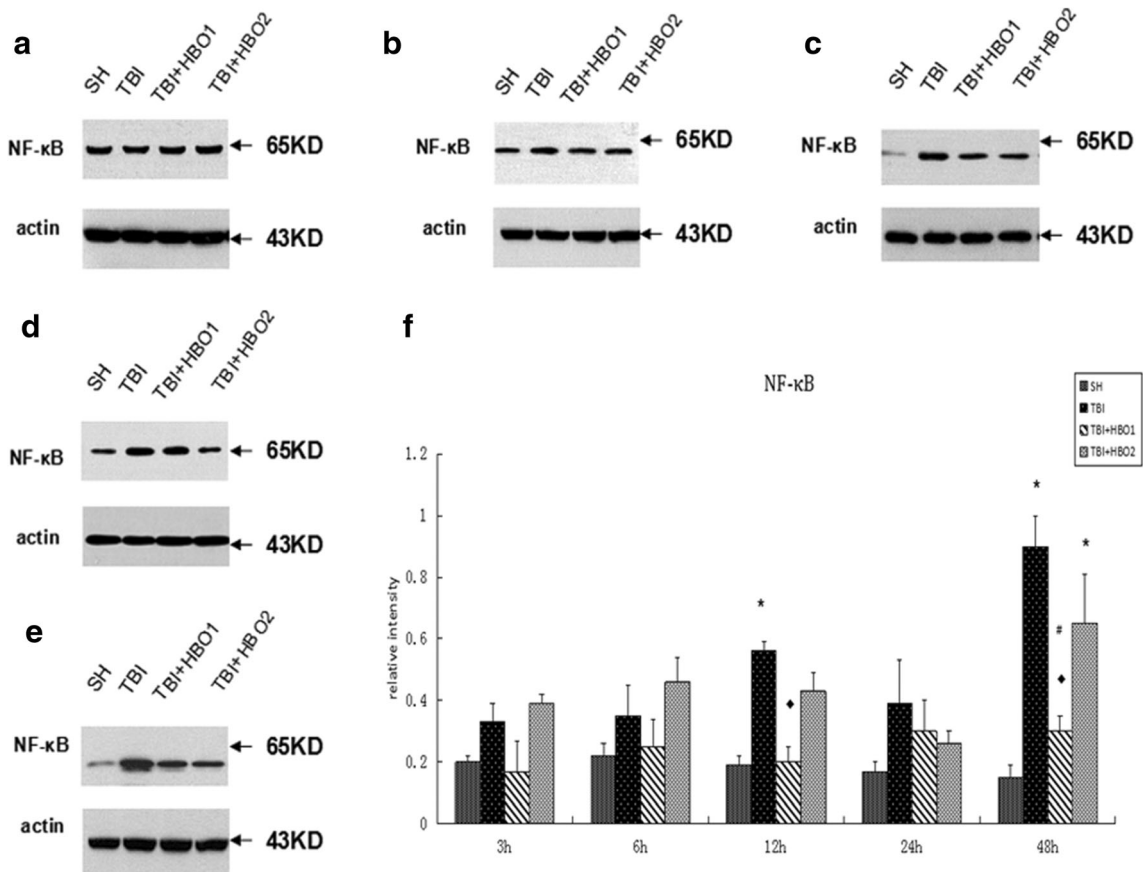 a
SH TBI TBI+HBO1 TBI+HBO2
NF-κB
65KD
actin
43KD
b
SH TBI TBI+HBO1 TBI+HBO2
NF-κB
65KD
actin
43KD
c
SH TBI TBI+HBO1 TBI+HBO2
NF-κB
65KD
actin
43KD
d
SH TBI TBI+HBO1 TBI+HBO2
NF-κB
65KD
actin
43KD
e
SH TBI TBI+HBO1 TBI+HBO2
NF-κB
65KD
actin
43KD
f
NF-κB
SH
TBI
TBI+HBO1
TBI+HBO2
relative intensity
1.2
1
0.8
0.6
0.4
0.2
0
* * * # ♦ ♦
3h 6h 12h 24h 48h